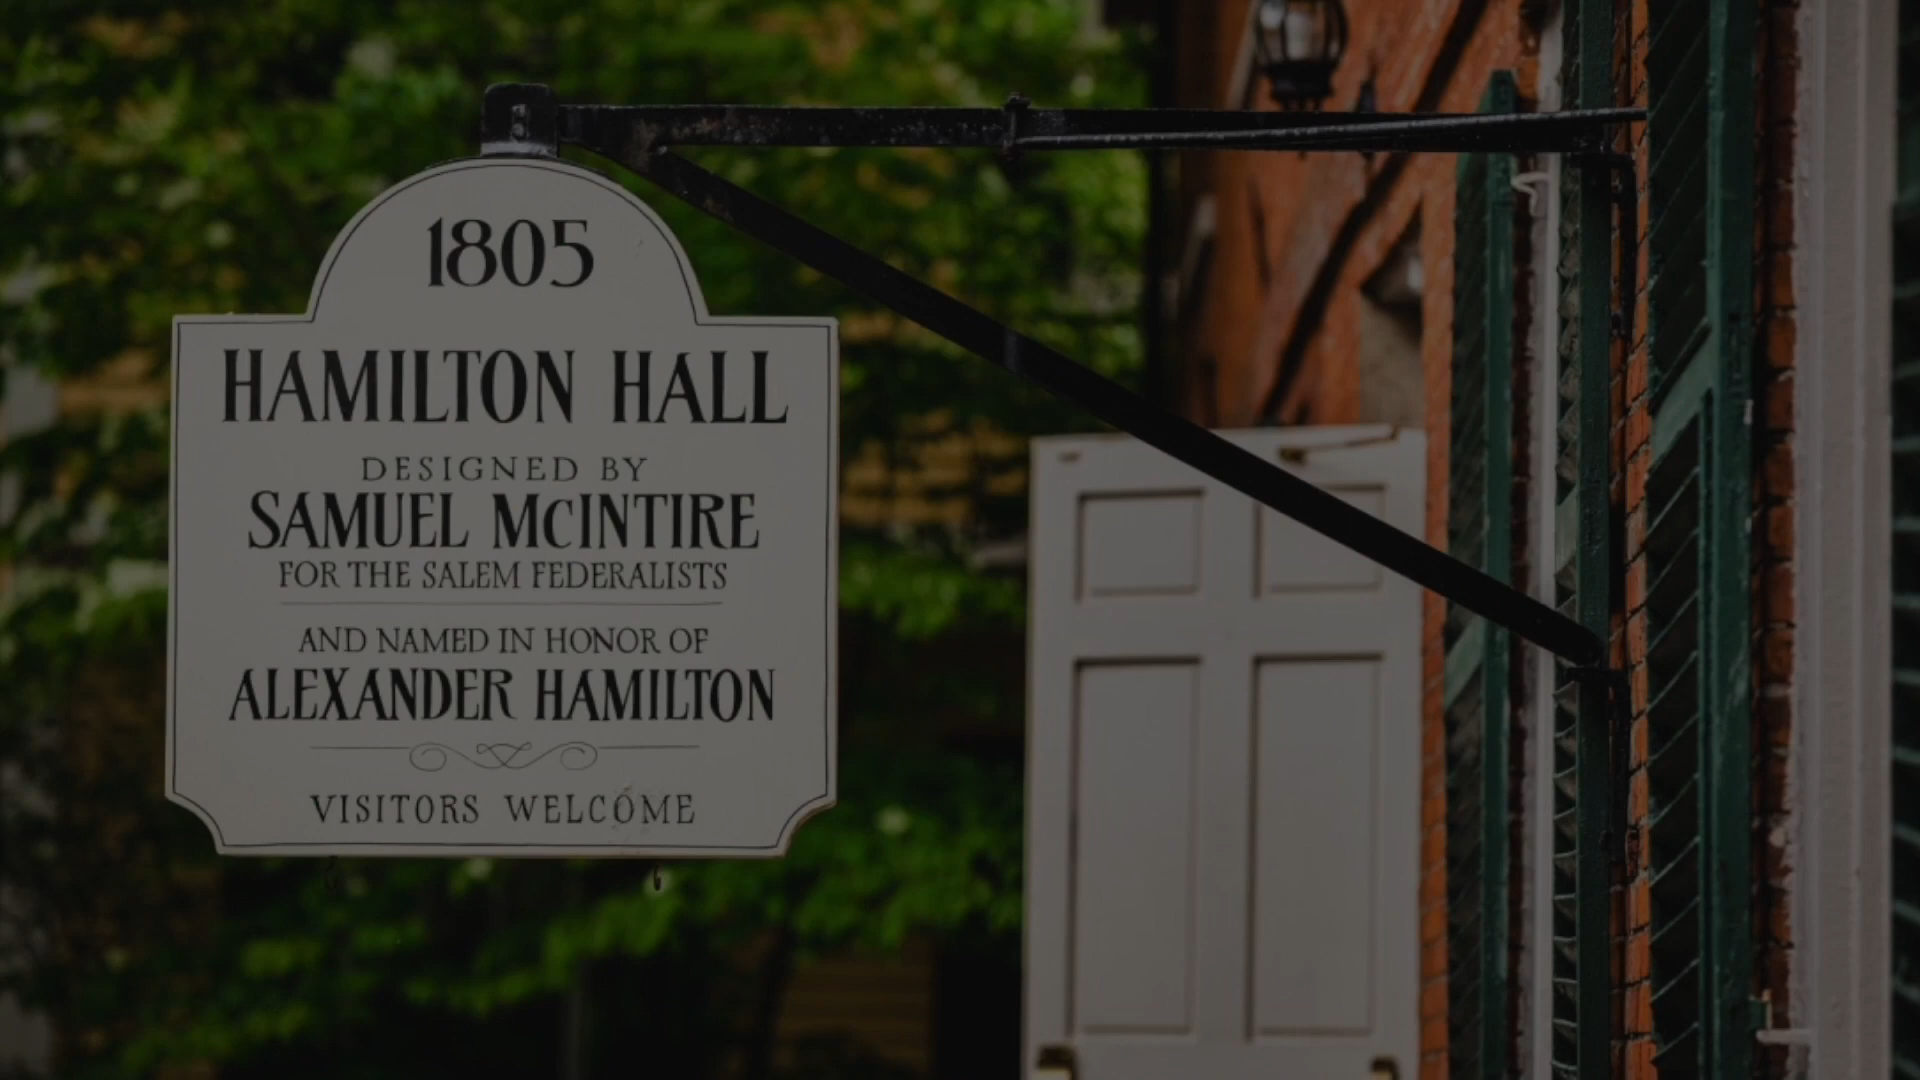 1805
HAMILTON HALL
DESIGNED BY
SAMUEL McINTIRE
FOR THE SALEM FEDERALISTS
AND NAMED IN HONOR OF
ALEXANDER HAMILTON
VISITORS WELCOME